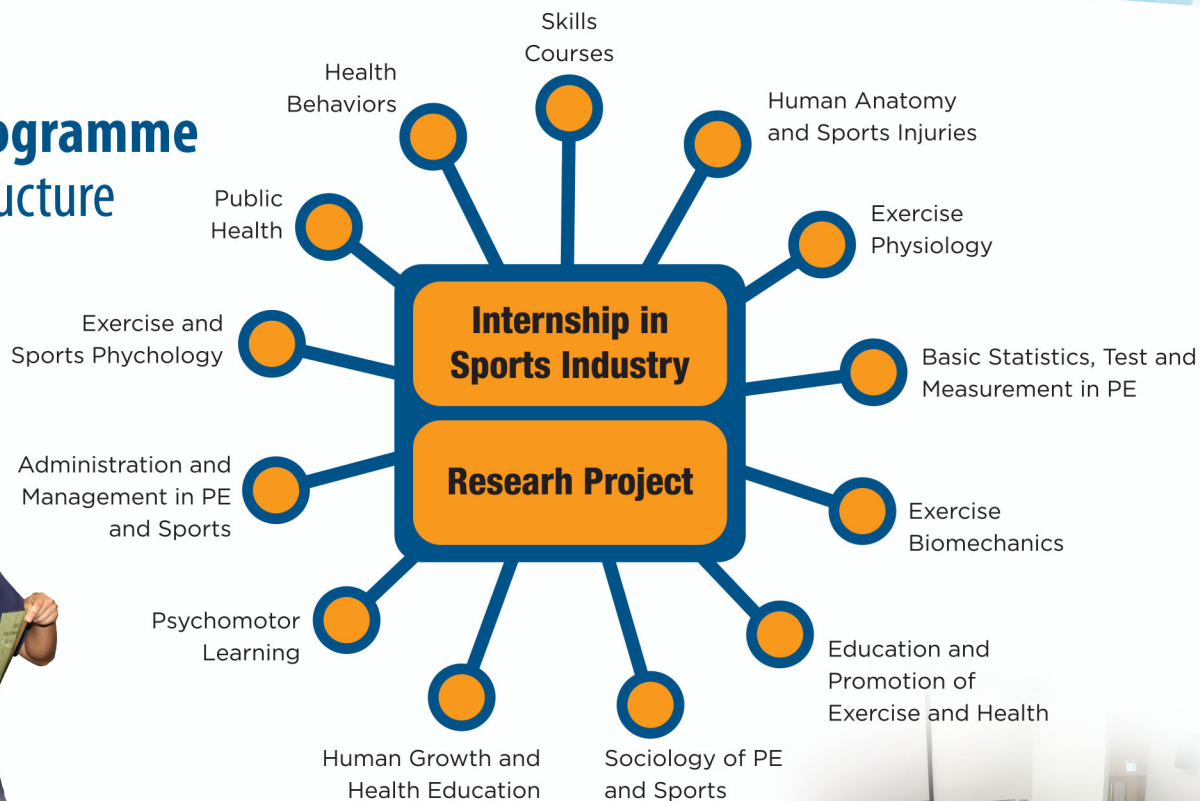 ogramme
ucture
Skills
Courses
Health
Behaviors
Human Anatomy
and Sports Injuries
Public
Health
Exercise
Physiology
Exercise and
Sports Phychology
Internship in
Sports Industry
Basic Statistics, Test and
Measurement in PE
Administration and
Management in PE
and Sports
Researh Project
Exercise
Biomechanics
Psychomotor
Learning
Education and
Promotion of
Exercise and Health
Human Growth and
Health Education
Sociology of PE
and Sports